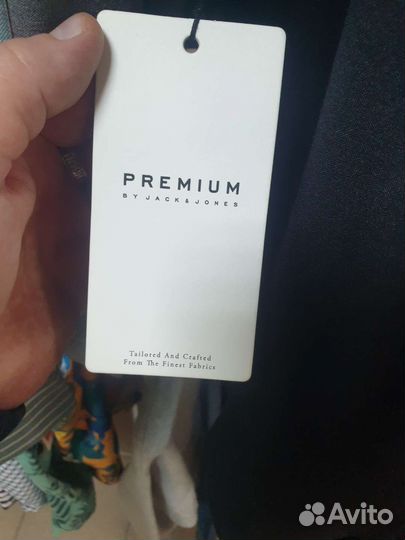 PREMIUM
BY JACK & JONES
Tailored And Crafted
From The Finest Fabrics
Avito